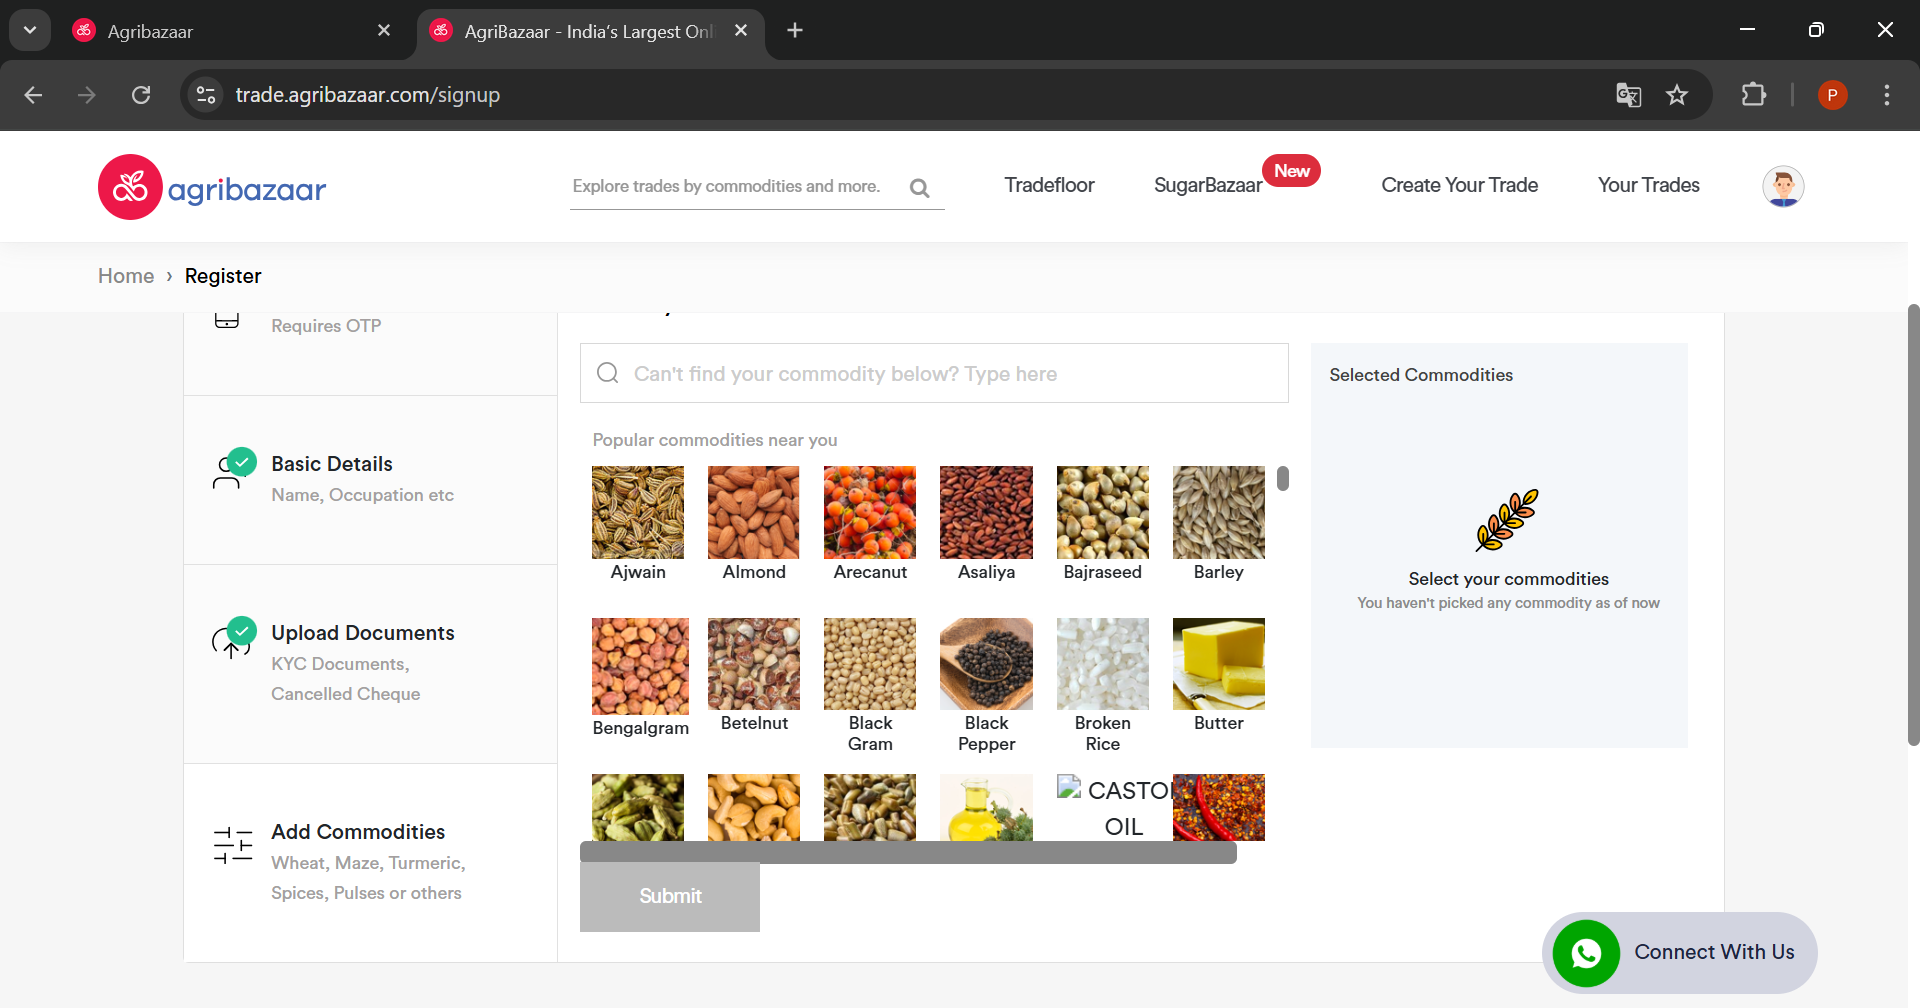 Agribazaar
AgriBazaar - India's Largest Onl
trade.agribazaar.com/signup
P
agribazaar
Explore trades by commodities and more.
Tradefloor
SugarBazaar
New
Create Your Trade
Your Trades
Home › Register
Requires OTP
Basic Details
Name, Occupation etc
Upload Documents
KYC Documents,
Cancelled Cheque
Add Commodities
Wheat, Maze, Turmeric,
Spices, Pulses or others
Can't find your commodity below? Type here
Popular commodities near you
Ajwain
Almond
Arecanut
Asaliya
Bajraseed
Barley
Bengalgram
Betelnut
Black
Gram
Black
Pepper
Broken
Rice
Butter
CASTO
OIL
Submit
Selected Commodities
Select your commodities
You haven't picked any commodity as of now
Connect With Us